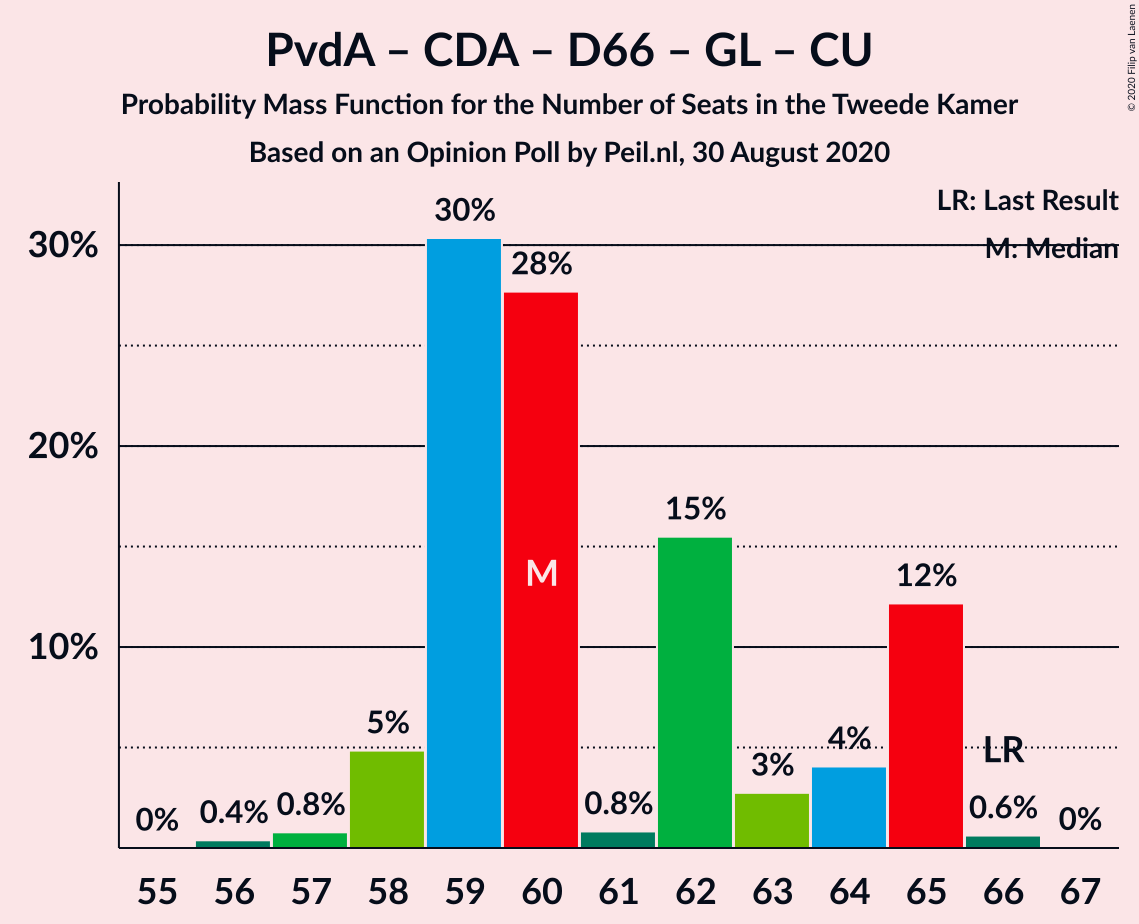 PvdA – CDA – D66 – GL – CU
Probability Mass Function for the Number of Seats in the Tweede Kamer
Based on an Opinion Poll by Peil.nl, 30 August 2020
© 2020 Filip van Laenen
LR: Last Result
M: Median
30%
20%
10%
0%
0.4%
0.8%
5%
30%
28%
M
0.8%
15%
3%
4%
12%
LR
0.6%
0%
55 56 57 58 59 60 61 62 63 64 65 66 67